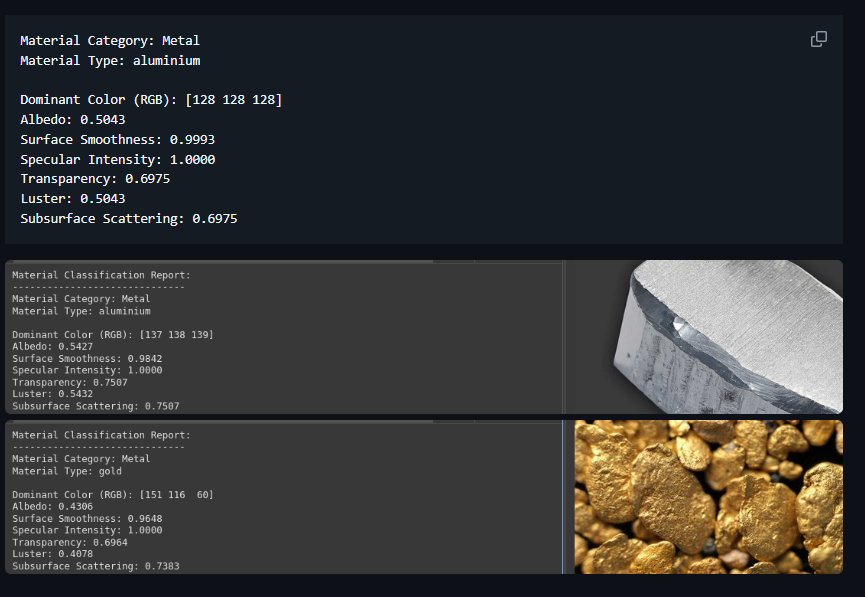 Material Category: Metal
Material Type: aluminium
Dominant Color (RGB): [128 128 128]
Albedo: 0.5043
Surface Smoothness: 0.9993
Specular Intensity: 1.0000
Transparency: 0.6975
Luster: 0.5043
Subsurface Scattering: 0.6975
Material Classification Report:
-----------------------------
Material Category: Metal
Material Type: aluminium
Dominant Color (RGB): [137 138 139]
Albedo: 0.5427
Surface Smoothness: 0.9842
Specular Intensity: 1.0000
Transparency: 0.7507
Luster: 0.5432
Subsurface Scattering: 0.7507
Material Classification Report:
-----------------------------
Material Category: Metal
Material Type: gold
Dominant Color (RGB): [151 116  60]
Albedo: 0.4306
Surface Smoothness: 0.9648
Specular Intensity: 1.0000
Transparency: 0.6964
Luster: 0.4078
Subsurface Scattering: 0.7383